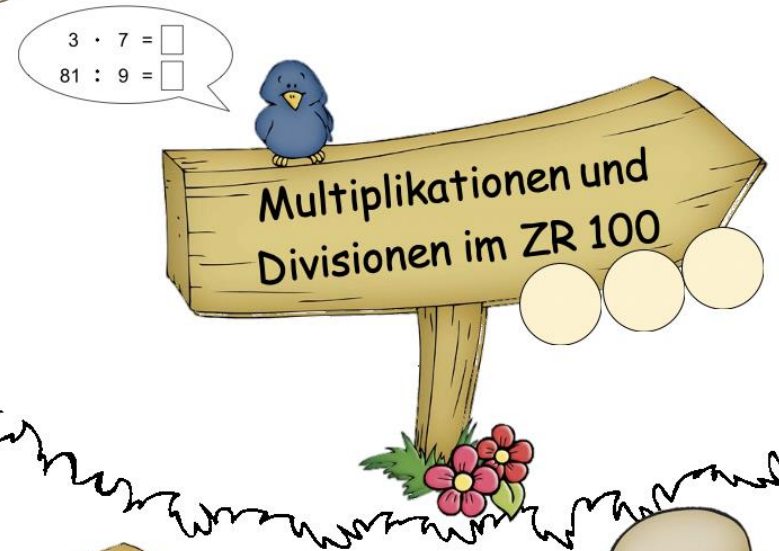 3 · 7 = □
81 : 9 = □
Multiplikationen und
Divisionen im ZR 100